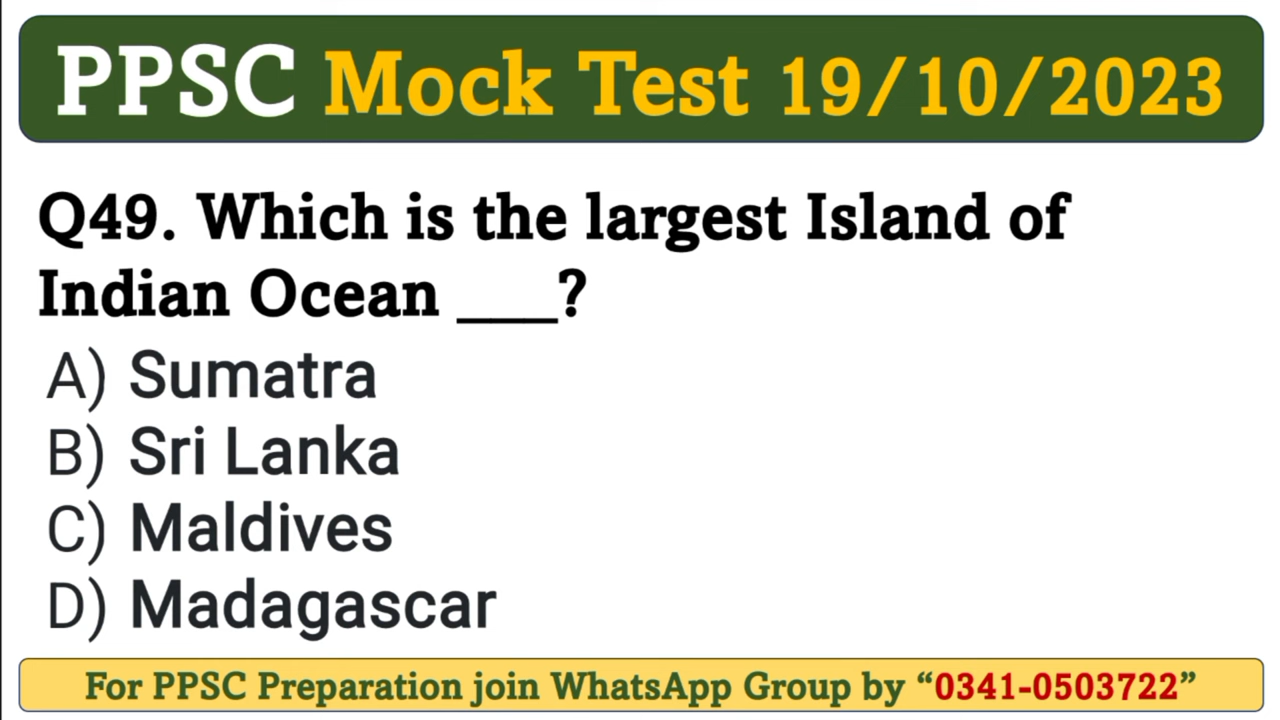 PPSC Mock Test 19/10/2023
Q49. Which is the largest Island of
Indian Ocean ___?
A) Sumatra
B) Sri Lanka
C) Maldives
D) Madagascar
For PPSC Preparation join WhatsApp Group by “0341-0503722”